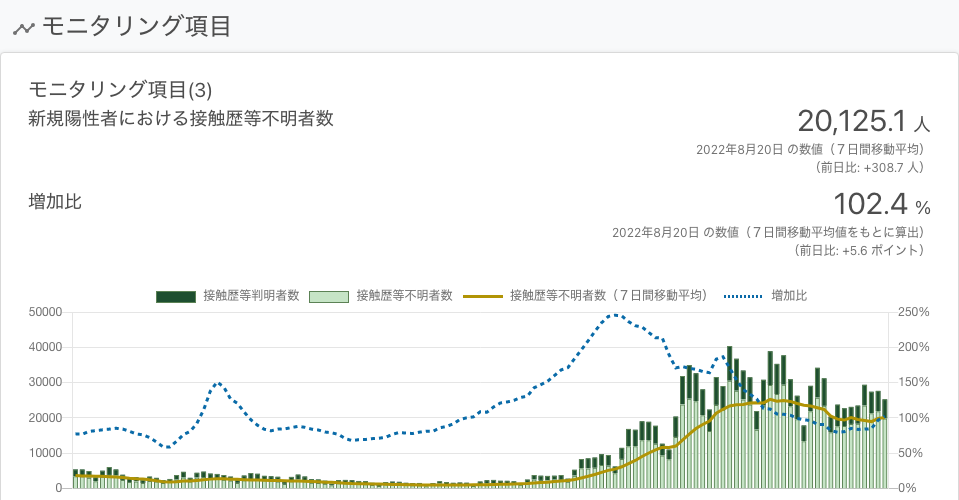 モニタリング項目
モニタリング項目(3)
新規陽性者における接触歴等不明者数
20,125.1 人
2022年8月20日 の数値（７日間移動平均）
（前日比: +308.7 人）
増加比
102.4 %
2022年8月20日 の数値（７日間移動平均値をもとに算出）
（前日比: +5.6 ポイント）
接触歴等判明者数 接触歴等不明者数 接触歴等不明者数（７日間移動平均） 増加比
50000 250%
40000 200%
30000 150%
20000 100%
10000 50%
0 0%